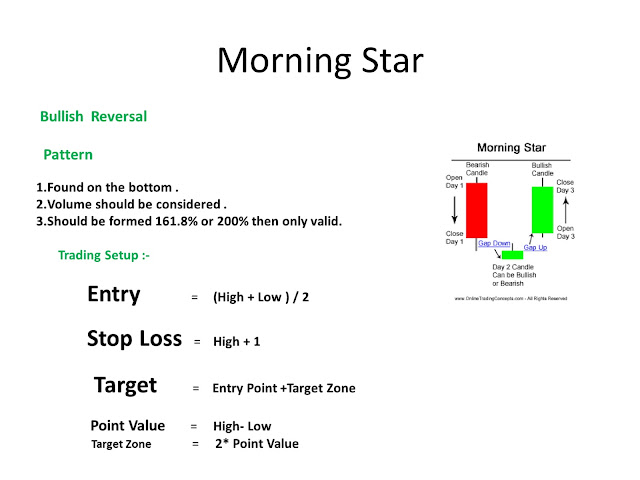 Morning Star
Bullish Reversal
Pattern
1.Found on the bottom .
2.Volume should be considered .
3.Should be formed 161.8% or 200% then only valid.
Trading Setup :-
Entry = (High + Low ) / 2
Stop Loss = High + 1
Target = Entry Point +Target Zone
Point Value = High- Low
Target Zone = 2* Point Value
Morning Star
Bearish
Candle
Bullish
Candle
Open
Day 1
Close
Day 3
Close
Day 1
Gap Down
Gap Up
Open
Day 3
Day 2 Candle
Can be Bullish
or Bearish
www.OnlineTradingConcepts.com - All Rights Reserved